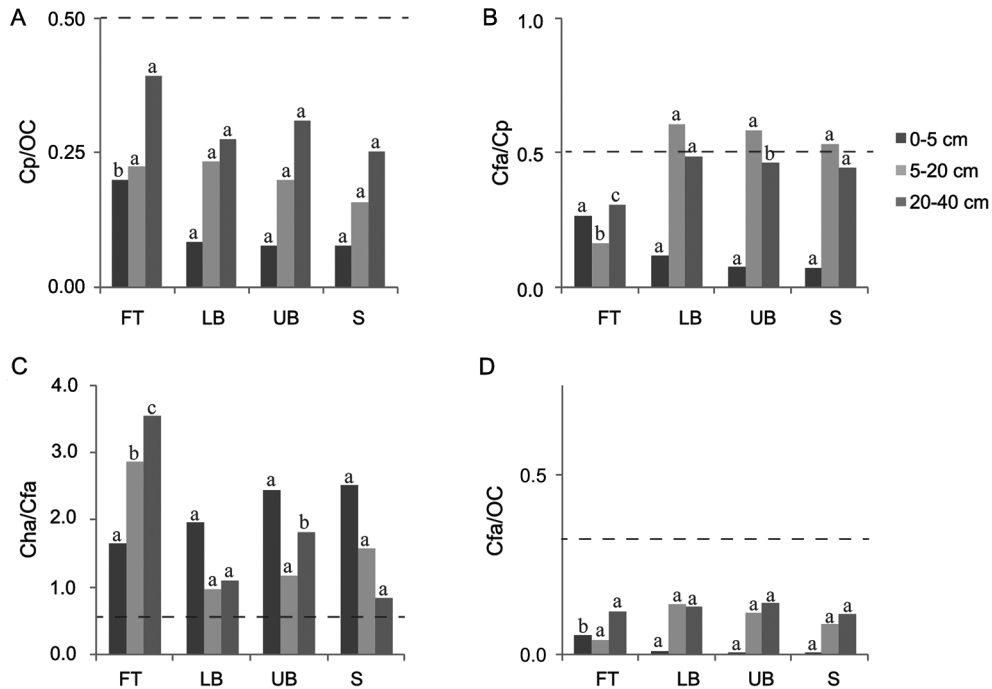 A
0.50
0.25
0.00
Cp/OC
b a a
a a a
a a a
a a a
FT LB UB S
B
1.0
0.5
0.0
Cfa/Cp
a b c
a a a
a a b
a a a
FT LB UB S
0-5 cm
5-20 cm
20-40 cm
C
4.0
3.0
2.0
1.0
0.0
Cha/Cfa
a b c
a a a
a a b
a a a
FT LB UB S
D
0.5
0.0
Cfa/OC
b a a
a a a
a a a
a a a
FT LB UB S